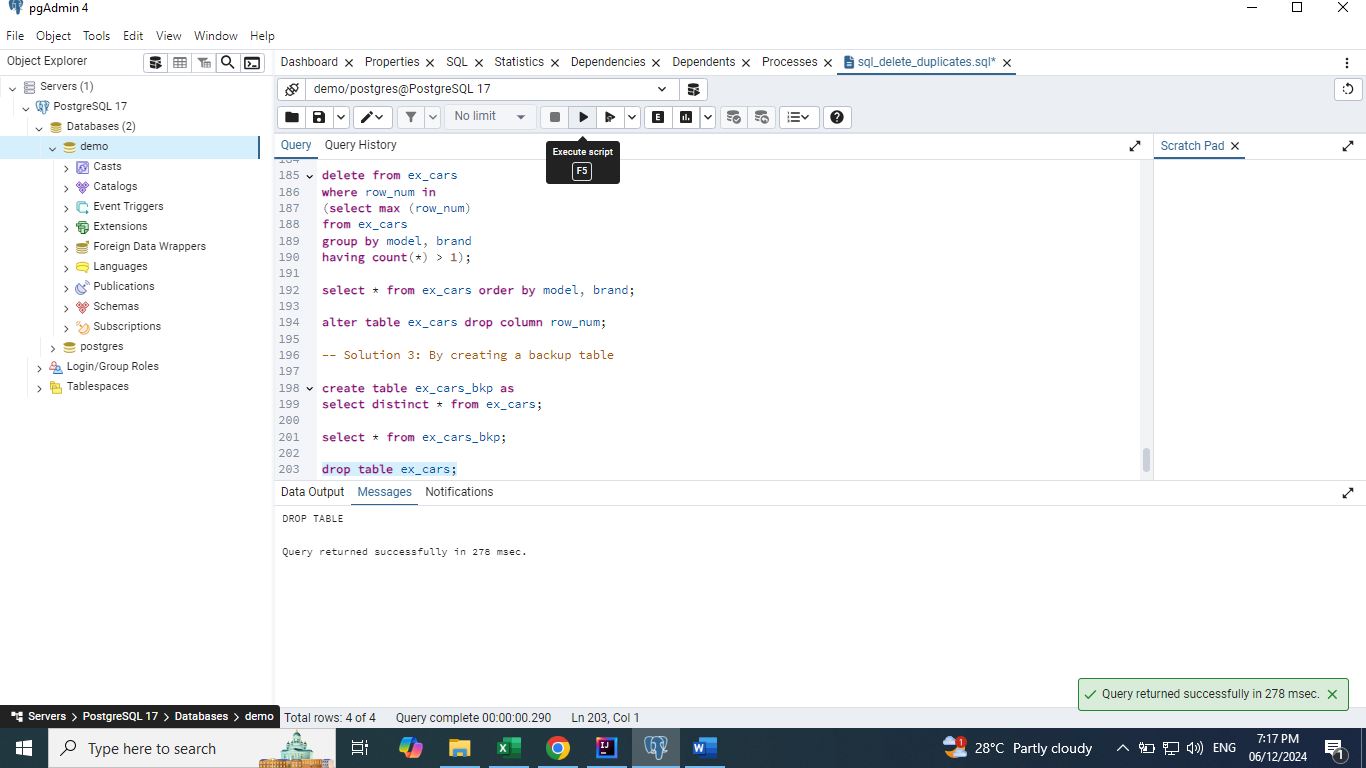 pgAdmin 4
File Object Tools Edit View Window Help
Object Explorer
Dashboard Properties SQL Statistics Dependencies Dependents Processes sql_delete_duplicates.sql*
Servers (1)
PostgreSQL 17
Databases (2)
demo
Casts
Catalogs
Event Triggers
Extensions
Foreign Data Wrappers
Languages
Publications
Schemas
Subscriptions
postgres
Login/Group Roles
Tablespaces
demo/postgres@PostgreSQL 17
No limit
E
Query Query History
Execute script
F5
Scratch Pad
184
185 delete from ex_cars
186 where row_num in
187 (select max (row_num)
188 from ex_cars
189 group by model, brand
190 having count(*) > 1);
191
192 select * from ex_cars order by model, brand;
193
194 alter table ex_cars drop column row_num;
195
196 -- Solution 3: By creating a backup table
197
198 create table ex_cars_bkp as
199 select distinct * from ex_cars;
200
201 select * from ex_cars_bkp;
202
203 drop table ex_cars;
Data Output Messages Notifications
DROP TABLE
Query returned successfully in 278 msec.
Query returned successfully in 278 msec.
Servers > PostgreSQL 17 > Databases > demo
Total rows: 4 of 4 Query complete 00:00:00.290 Ln 203, Col 1
Type here to search
1
28°C Partly cloudy
ENG
7:17 PM
06/12/2024
1